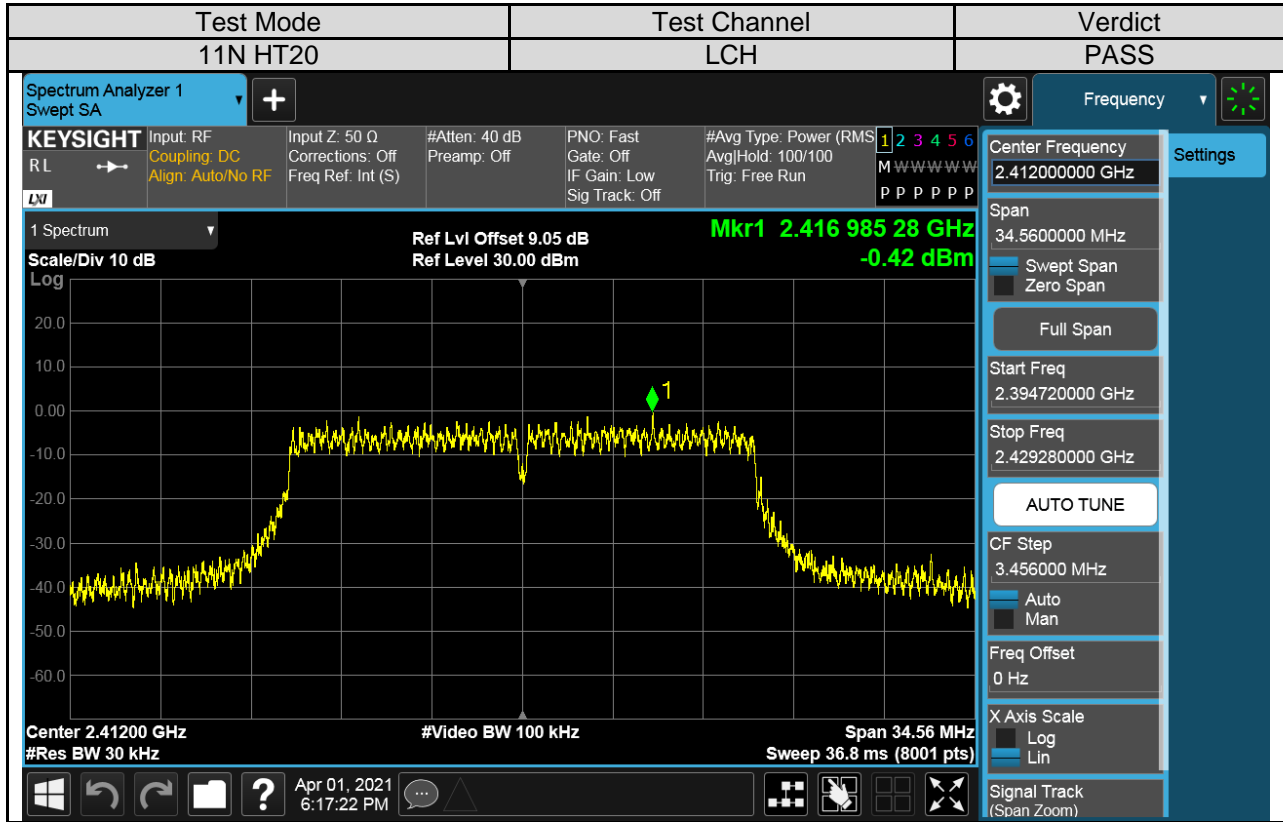 Test Mode Test Channel Verdict
11N HT20 LCH PASS
Spectrum Analyzer 1
Swept SA
Frequency
KEYSIGHT Input: RF Input Z: 50 Ω #Atten: 40 dB PNO: Fast #Avg Type: Power (RMS 1 2 3 4 5 6
R L Coupling: DC Corrections: Off Preamp: Off Gate: Off Avg|Hold: 100/100 M W W W W W
Align: Auto/No RF Freq Ref: Int (S) IF Gain: Low Trig: Free Run
LXI Sig Track: Off P P P P P P
1 Spectrum
Ref Lvl Offset 9.05 dB Mkr1 2.416 985 28 GHz
Scale/Div 10 dB Ref Level 30.00 dBm -0.42 dBm
Log
20.0
10.0
1
0.00
-10.0
-20.0
-30.0
-40.0
-50.0
-60.0
Center 2.41200 GHz #Video BW 100 kHz Span 34.56 MHz
#Res BW 30 kHz Sweep 36.8 ms (8001 pts)
Center Frequency
2.412000000 GHz
Settings
Span
34.5600000 MHz
Swept Span
Zero Span
Full Span
Start Freq
2.394720000 GHz
Stop Freq
2.429280000 GHz
AUTO TUNE
CF Step
3.456000 MHz
Auto
Man
Freq Offset
0 Hz
X Axis Scale
Log
Lin
Signal Track
(Span Zoom)
?
Apr 01, 2021
6:17:22 PM